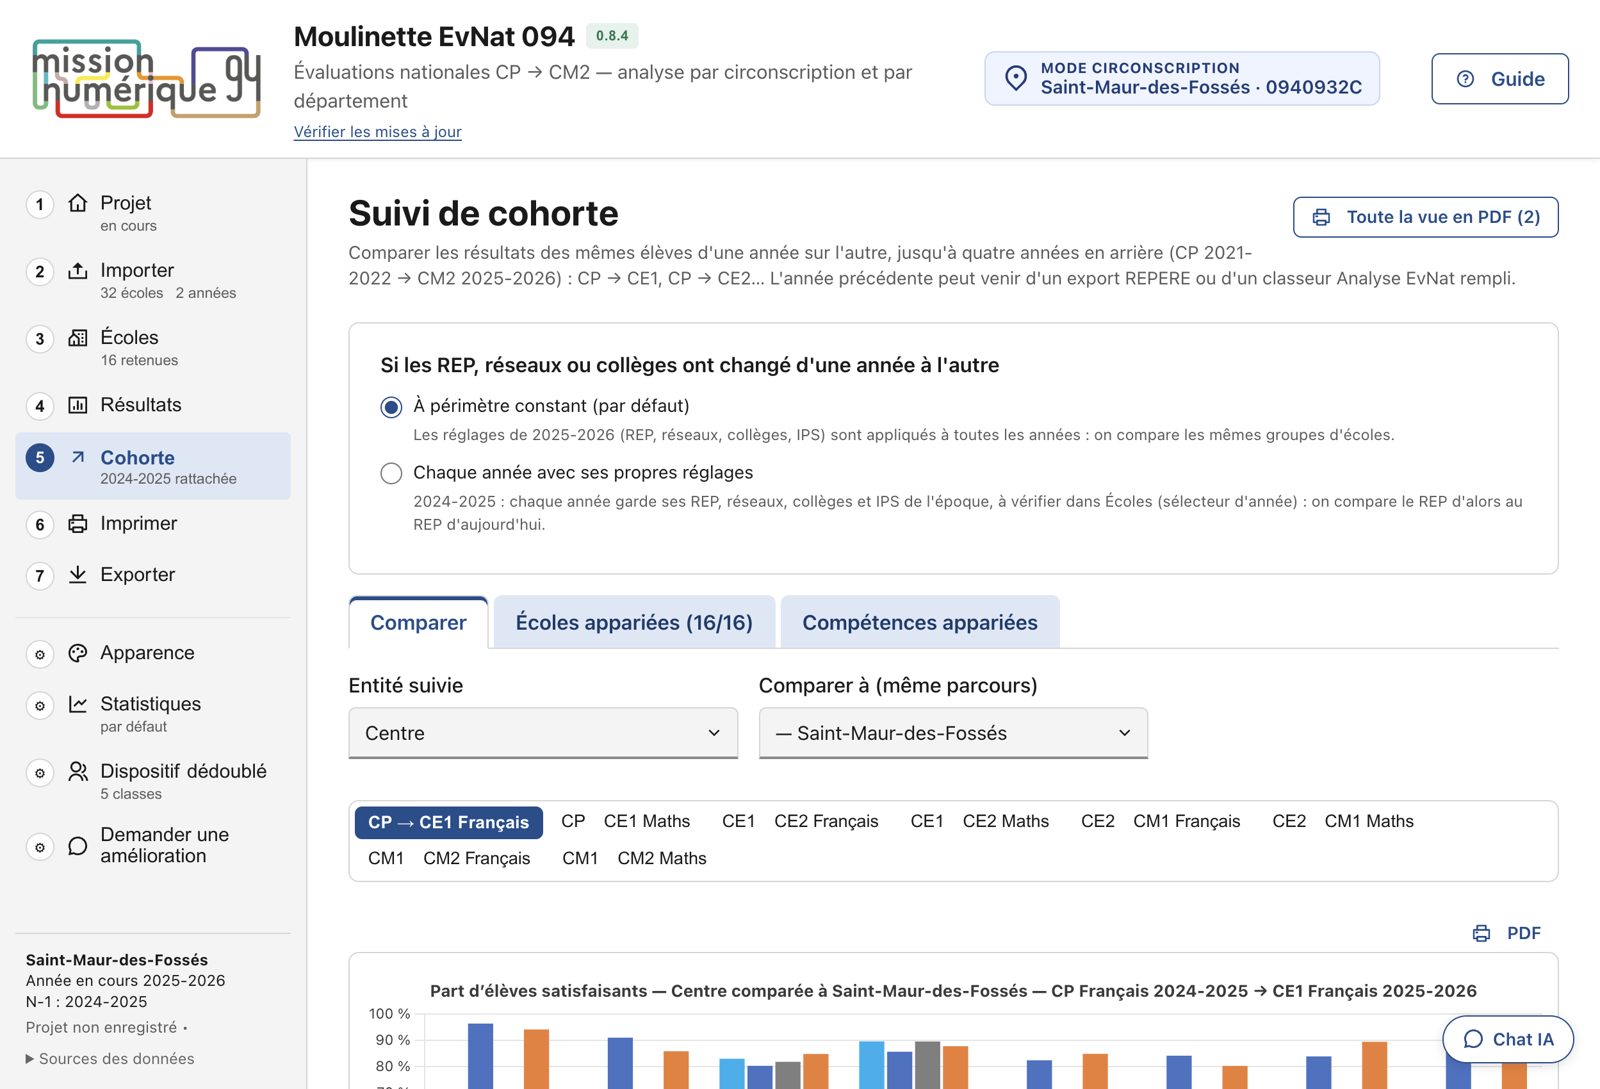 mission
numérique 94
Moulinette EvNat 094 0.8.4
Évaluations nationales CP → CM2 — analyse par circonscription et par
département
Vérifier les mises à jour
MODE CIRCONSCRIPTION
Saint-Maur-des-Fossés · 0940932C
Guide
1 Projet
en cours
2 Importer
32 écoles 2 années
3 Écoles
16 retenues
4 Résultats
5 Cohorte
2024-2025 rattachée
6 Imprimer
7 Exporter
Apparence
Statistiques
par défaut
Dispositif dédoublé
5 classes
Demander une
amélioration
Saint-Maur-des-Fossés
Année en cours 2025-2026
N-1 : 2024-2025
Projet non enregistré •
Sources des données
Suivi de cohorte
Toute la vue en PDF (2)
Comparer les résultats des mêmes élèves d'une année sur l'autre, jusqu'à quatre années en arrière (CP 2021-
2022 → CM2 2025-2026) : CP → CE1, CP → CE2... L'année précédente peut venir d'un export REPERE ou d'un classeur Analyse EvNat rempli.
Si les REP, réseaux ou collèges ont changé d'une année à l'autre
À périmètre constant (par défaut)
Les réglages de 2025-2026 (REP, réseaux, collèges, IPS) sont appliqués à toutes les années : on compare les mêmes groupes d'écoles.
Chaque année avec ses propres réglages
2024-2025 : chaque année garde ses REP, réseaux, collèges et IPS de l'époque, à vérifier dans Écoles (sélecteur d'année) : on compare le REP d'alors au
REP d'aujourd'hui.
Comparer Écoles appariées (16/16) Compétences appariées
Entité suivie Comparer à (même parcours)
Centre — Saint-Maur-des-Fossés
CP → CE1 Français CP CE1 Maths CE1 CE2 Français CE1 CE2 Maths CE2 CM1 Français CE2 CM1 Maths
CM1 CM2 Français CM1 CM2 Maths
PDF
Part d’élèves satisfaisants — Centre comparée à Saint-Maur-des-Fossés — CP Français 2024-2025 → CE1 Français 2025-2026
100 %
90 %
80 %
Chat IA